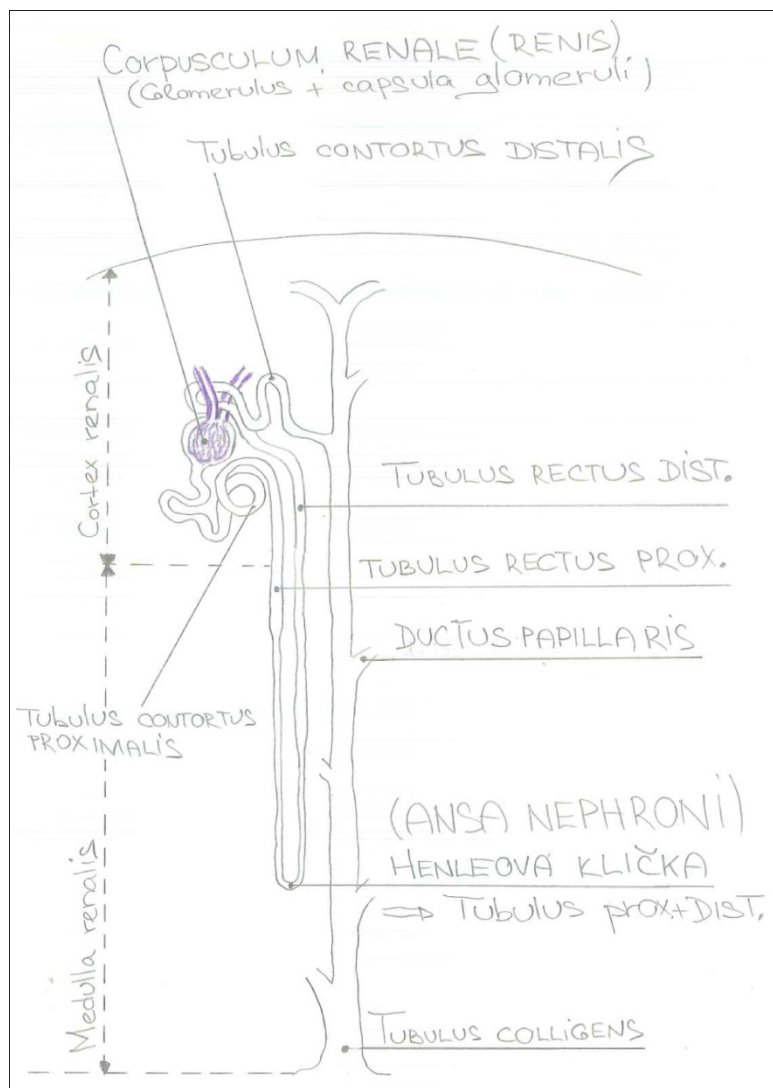 Corpusculum RENALE (RENIS)
(Glomerulus + capsula glomeruli)
Tubulus CONTORTUS DISTALIS
Cortex renalis
TUBULUS RECTUS DIST.
TUBULUS RECTUS PROX.
DUCTUS PAPILLARIS
Tubulus CONTORTUS
PROXIMALIS
(ANSA NEPHRONI)
HENLEOVA KLIČKA
⇒ Tubulus prox.+DIST.
Medulla renalis
TUBULUS COLLIGENS